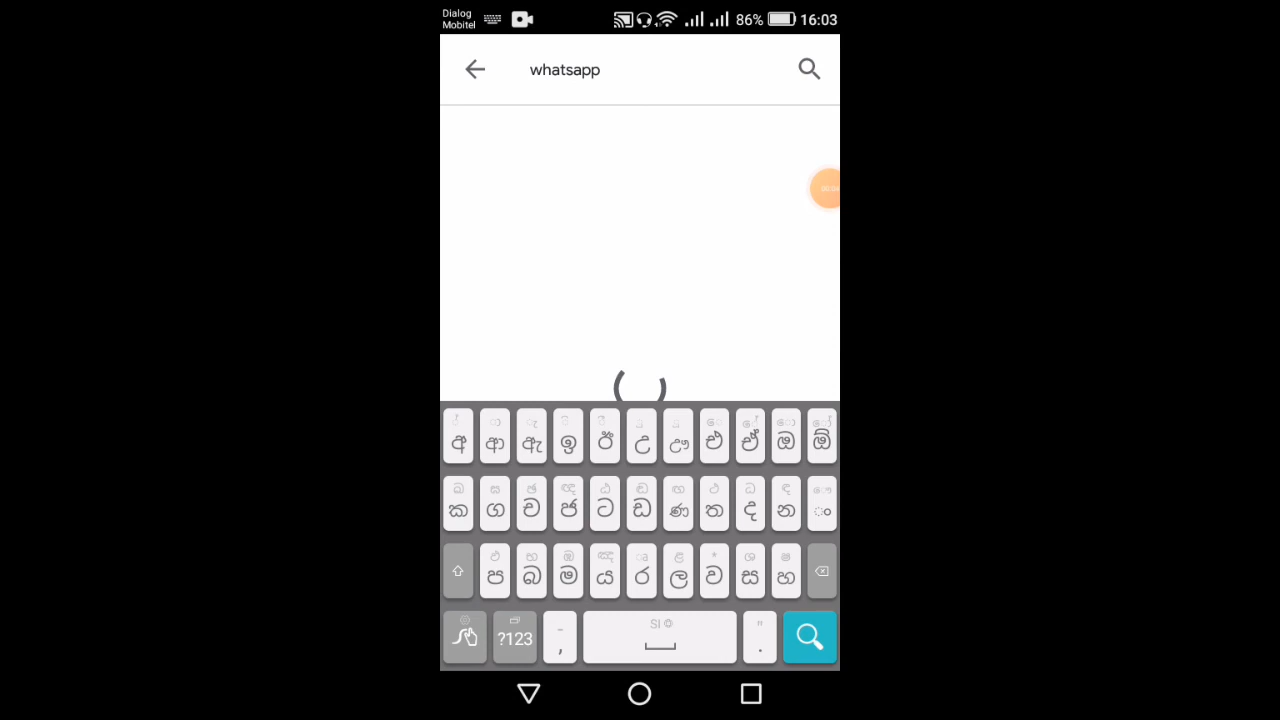 Dialog
Mobitel
86% 16:03
whatsapp
අ ආ ඇ ඉ ඊ උ ඌ එ ඒ ඔ ඕ
ඛ ඝ ඡ ඣ ඨ ඪ ඟ ථ ධ ඳ ෞ
ක ග ච ජ ට ඩ ණ ත ද න ං
ඵ භ ඹ ඤ ෘ ළ * ශ ෂ
ප බ ම ය ර ල ව ස හ
SI
?123 , .